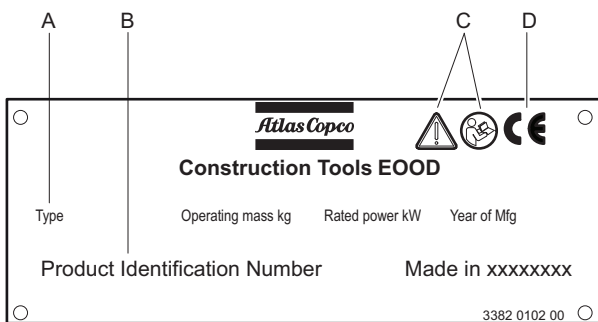 A B C D
Atlas Copco CE
Construction Tools EOOD
Type Operating mass kg Rated power kW Year of Mfg
Product Identification Number Made in xxxxxxxx
3382 0102 00